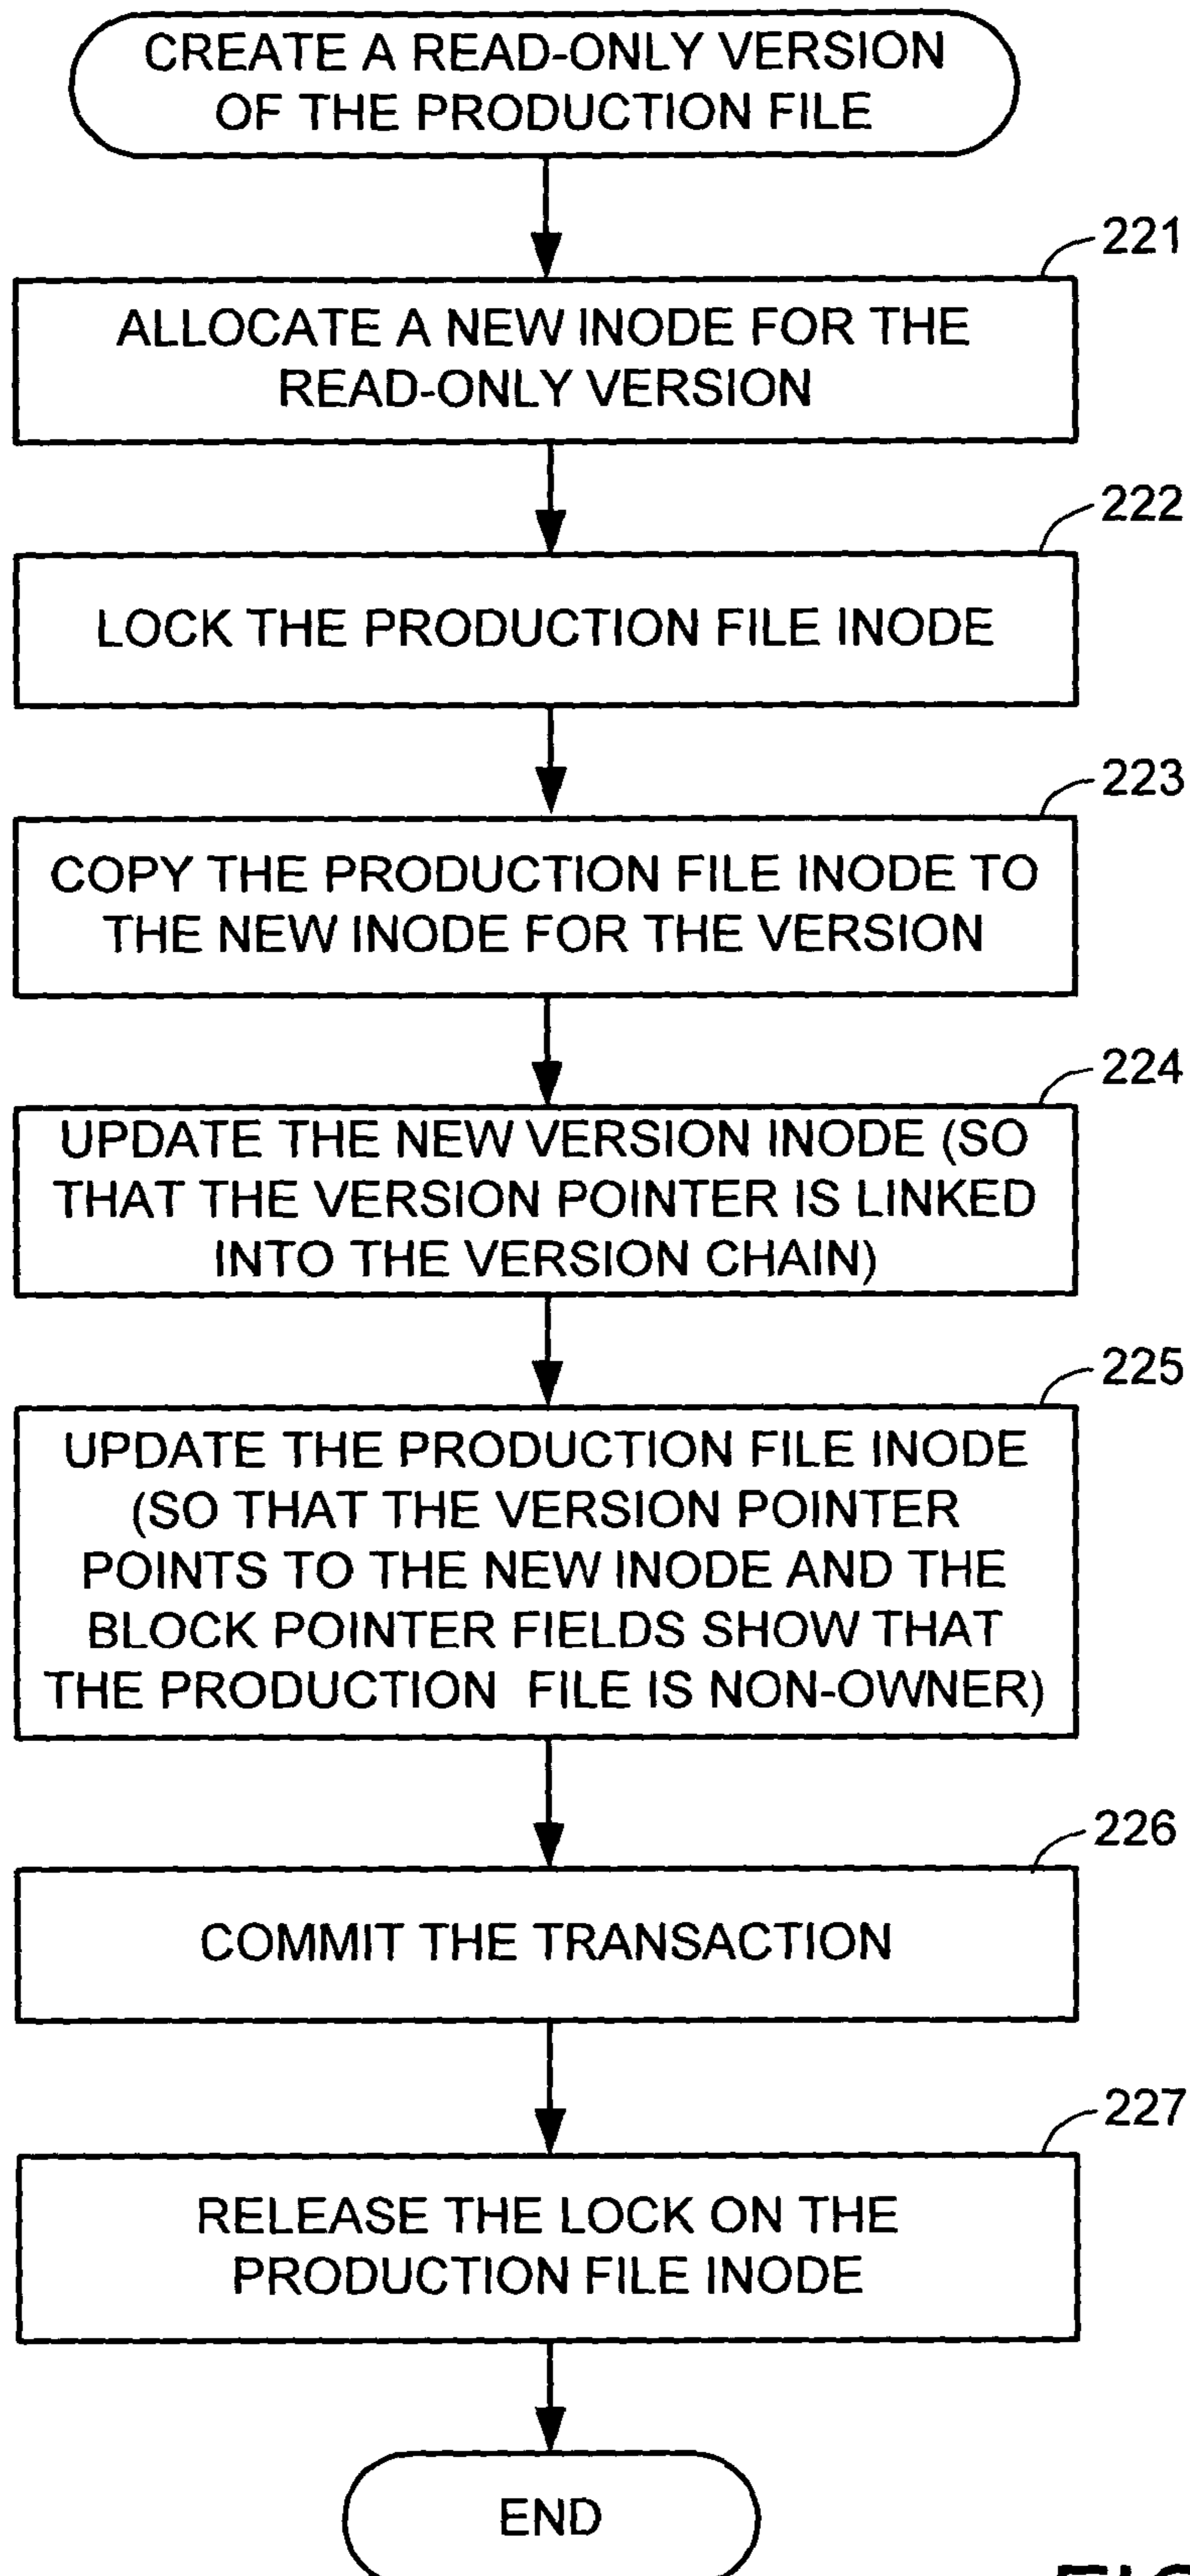 CREATE A READ-ONLY VERSION
OF THE PRODUCTION FILE
221
ALLOCATE A NEW INODE FOR THE
READ-ONLY VERSION
222
LOCK THE PRODUCTION FILE INODE
223
COPY THE PRODUCTION FILE INODE TO
THE NEW INODE FOR THE VERSION
224
UPDATE THE NEW VERSION INODE (SO
THAT THE VERSION POINTER IS LINKED
INTO THE VERSION CHAIN)
225
UPDATE THE PRODUCTION FILE INODE
(SO THAT THE VERSION POINTER
POINTS TO THE NEW INODE AND THE
BLOCK POINTER FIELDS SHOW THAT
THE PRODUCTION FILE IS NON-OWNER)
226
COMMIT THE TRANSACTION
227
RELEASE THE LOCK ON THE
PRODUCTION FILE INODE
END